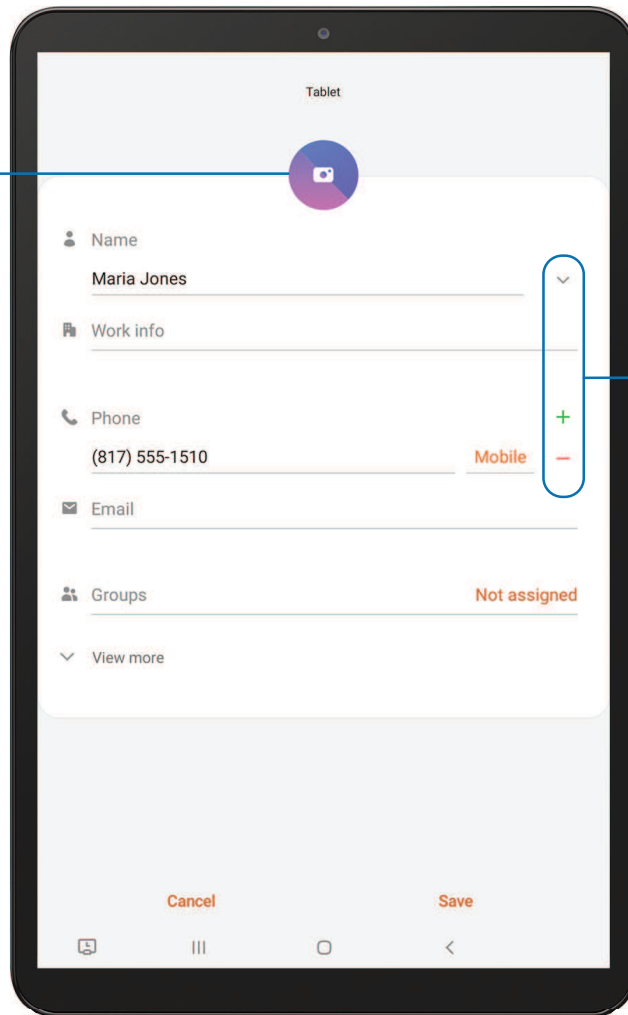 Tablet
Name
Maria Jones
Work info
Phone
(817) 555-1510 Mobile
Email
Groups Not assigned
View more
Cancel Save